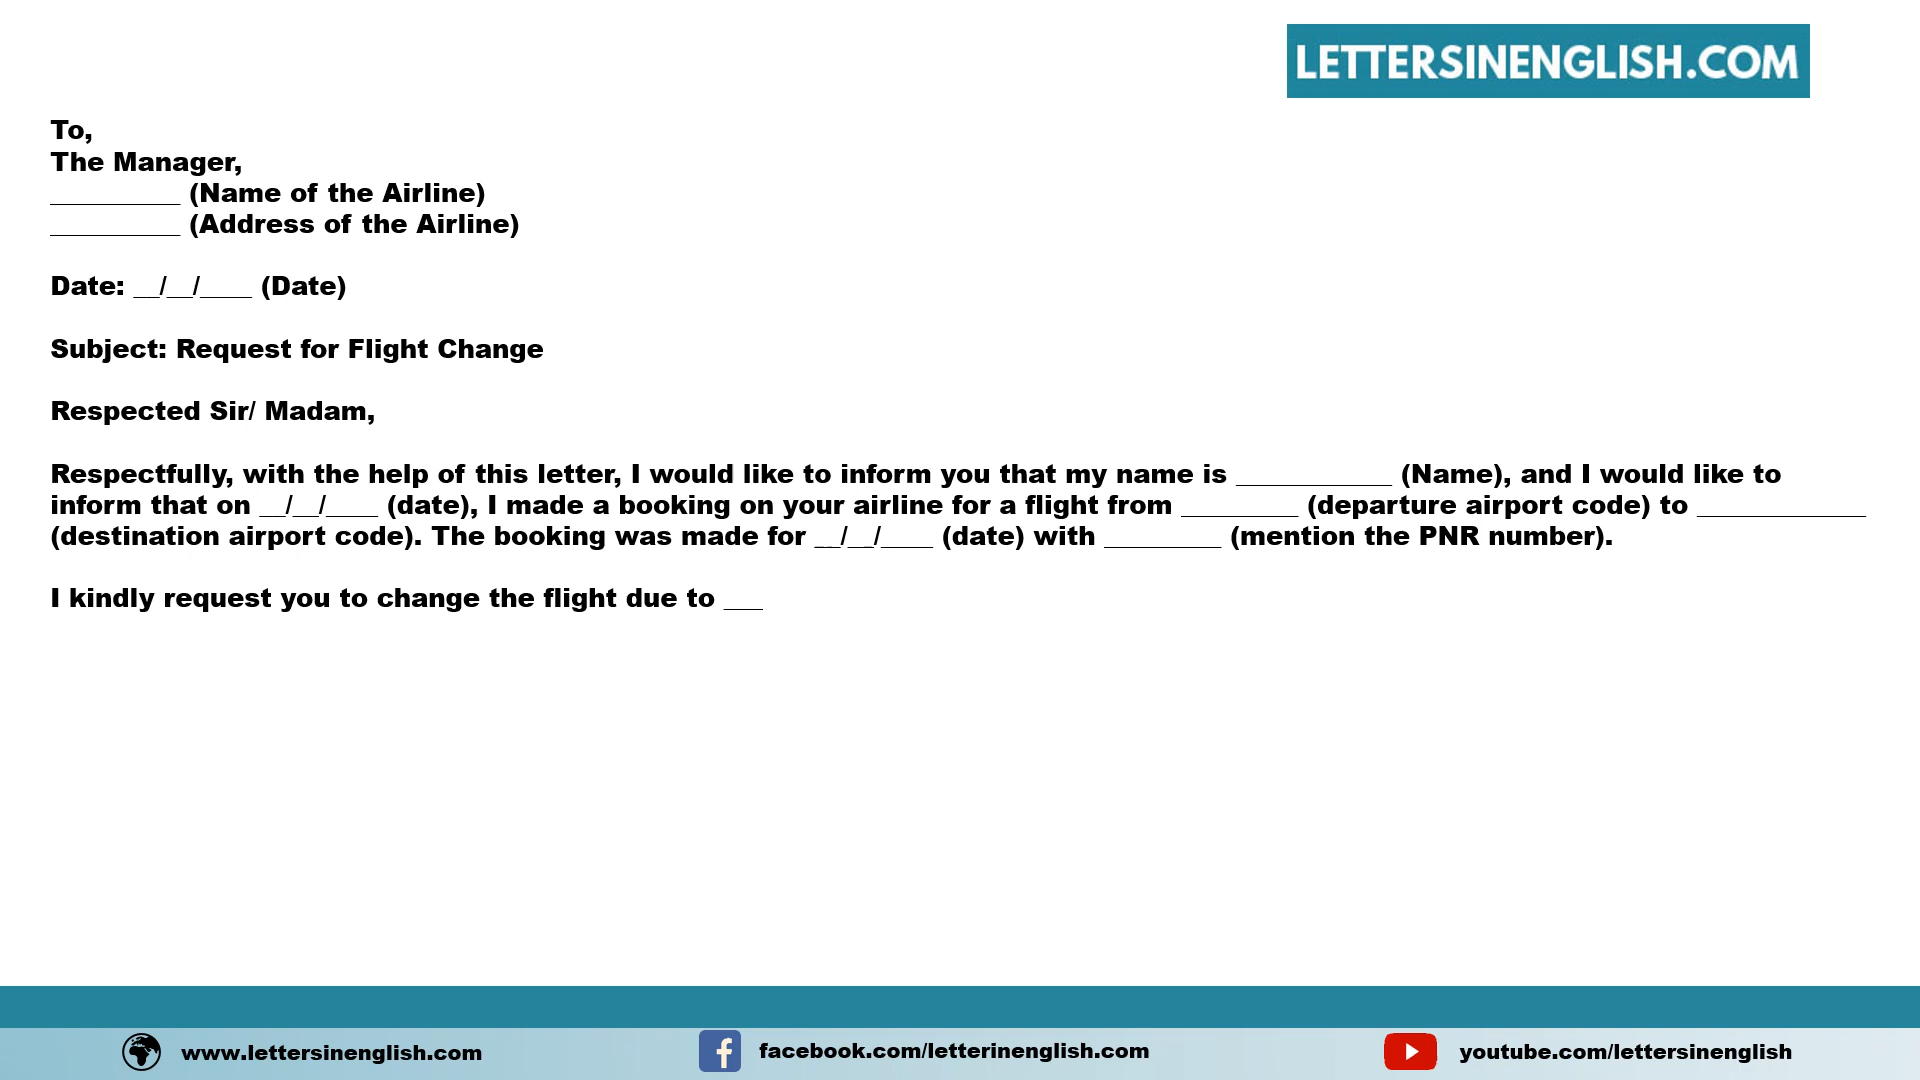 LETTERSINENGLISH.COM
To,
The Manager,
__________ (Name of the Airline)
__________ (Address of the Airline)
Date: __/__/____ (Date)
Subject: Request for Flight Change
Respected Sir/ Madam,
Respectfully, with the help of this letter, I would like to inform you that my name is ____________ (Name), and I would like to
inform that on __/__/____ (date), I made a booking on your airline for a flight from _________ (departure airport code) to _____________
(destination airport code). The booking was made for __/__/____ (date) with _________ (mention the PNR number).
I kindly request you to change the flight due to ___
www.lettersinenglish.com
facebook.com/letterinenglish.com
youtube.com/lettersinenglish